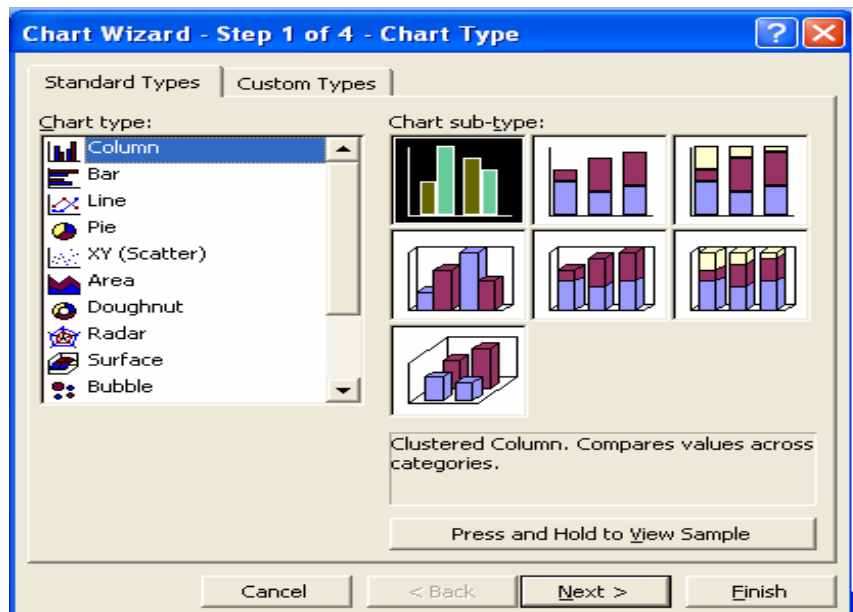 Chart Wizard - Step 1 of 4 - Chart Type
Standard Types
Custom Types
Chart type:
Column
Bar
Line
Pie
XY (Scatter)
Area
Doughnut
Radar
Surface
Bubble
Chart sub-type:
Clustered Column. Compares values across
categories.
Press and Hold to View Sample
Cancel
< Back
Next >
Finish